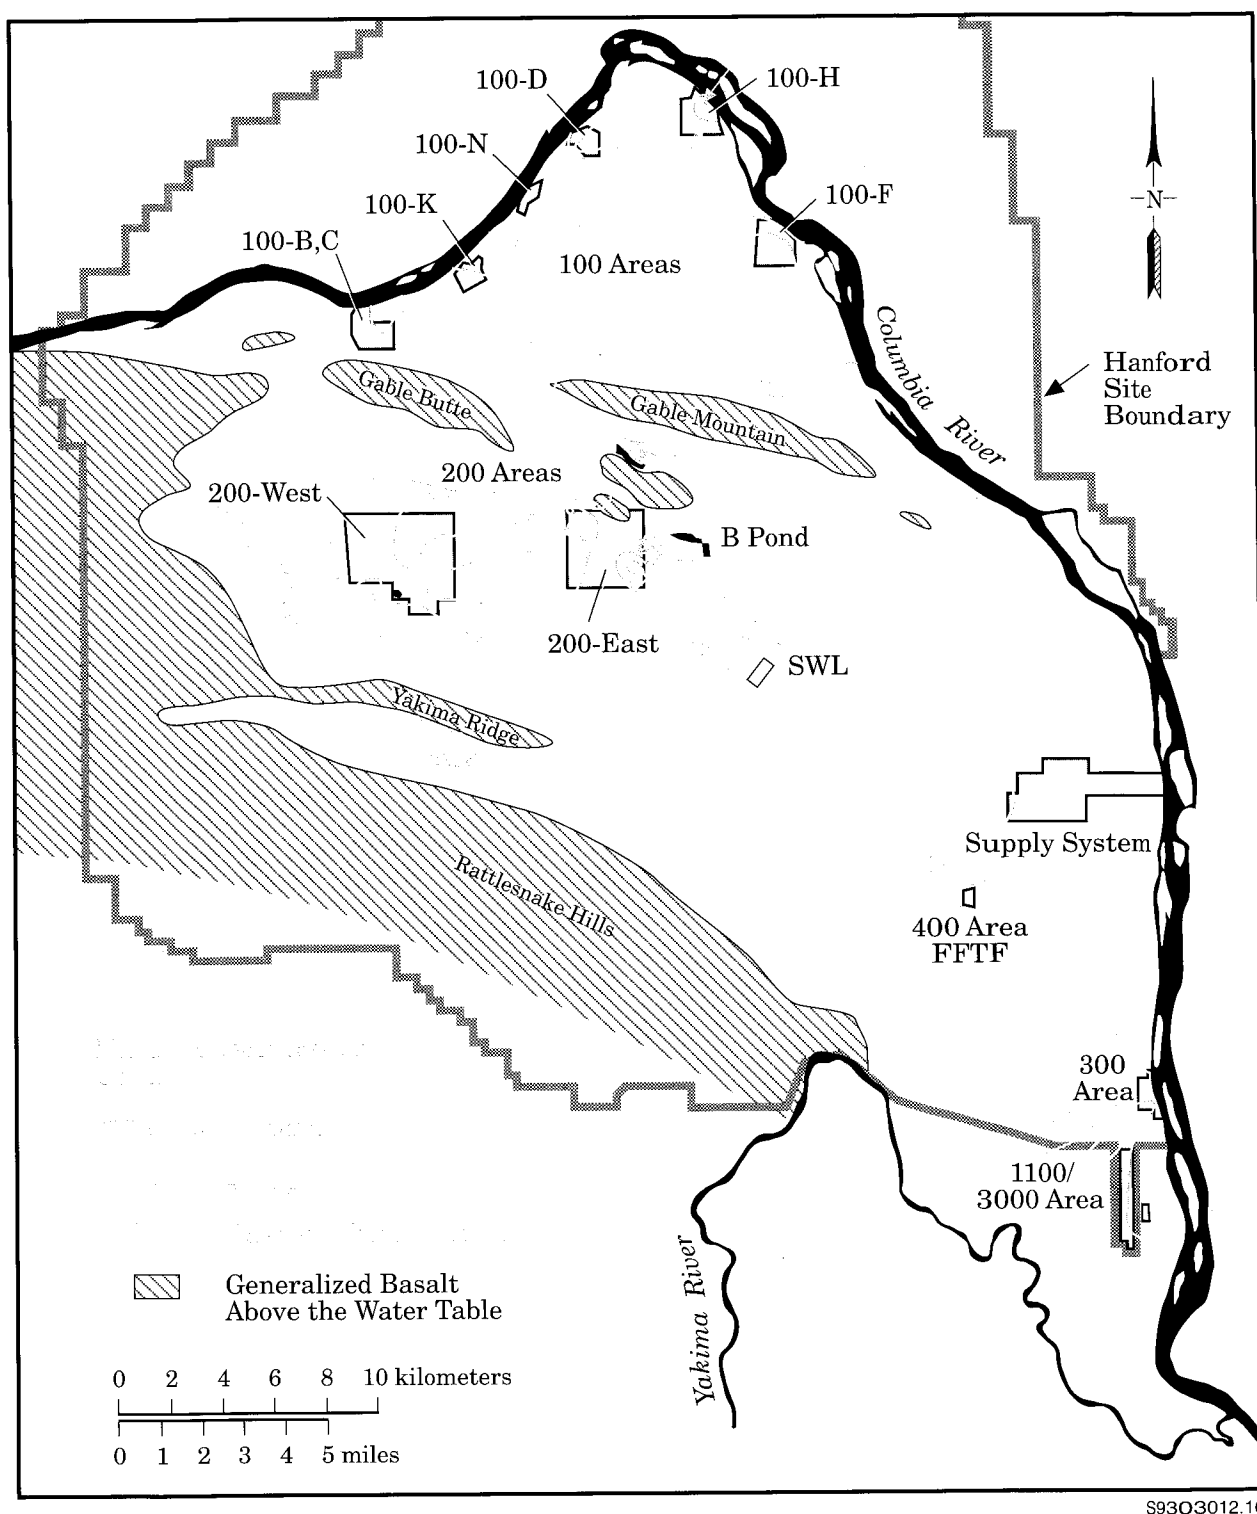 100-D
100-H
100-N
100-K
100-F
100-B,C
100 Areas
N
Columbia River
Hanford
Site
Boundary
Gable Butte
Gable Mountain
200 Areas
200-West
B Pond
200-East
SWL
Yakima Ridge
Supply System
Rattlesnake Hills
400 Area
FFTF
300
Area
1100/
3000 Area
Yakima River
Generalized Basalt
Above the Water Table
0 2 4 6 8 10 kilometers
0 1 2 3 4 5 miles